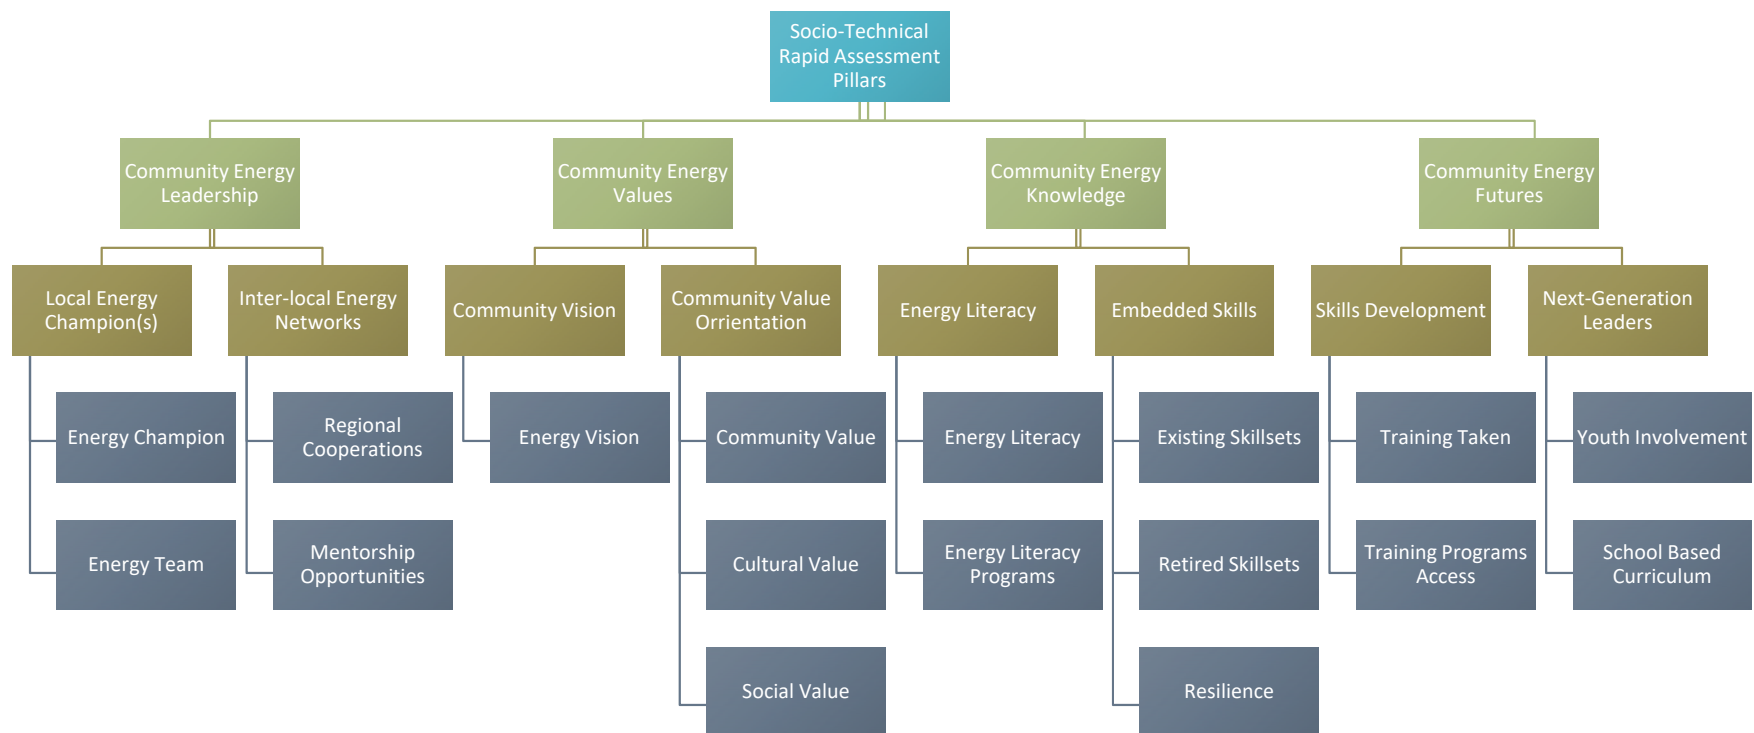 Socio-Technical
Rapid Assessment
Pillars
Community Energy
Leadership
Community Energy
Values
Community Energy
Knowledge
Community Energy
Futures
Local Energy
Champion(s)
Inter-local Energy
Networks
Community Vision
Community Value
Orrientation
Energy Literacy
Embedded Skills
Skills Development
Next-Generation
Leaders
Energy Champion
Regional
Cooperations
Energy Vision
Community Value
Energy Literacy
Existing Skillsets
Training Taken
Youth Involvement
Energy Team
Mentorship
Opportunities
Cultural Value
Energy Literacy
Programs
Retired Skillsets
Training Programs
Access
School Based
Curriculum
Social Value
Resilience